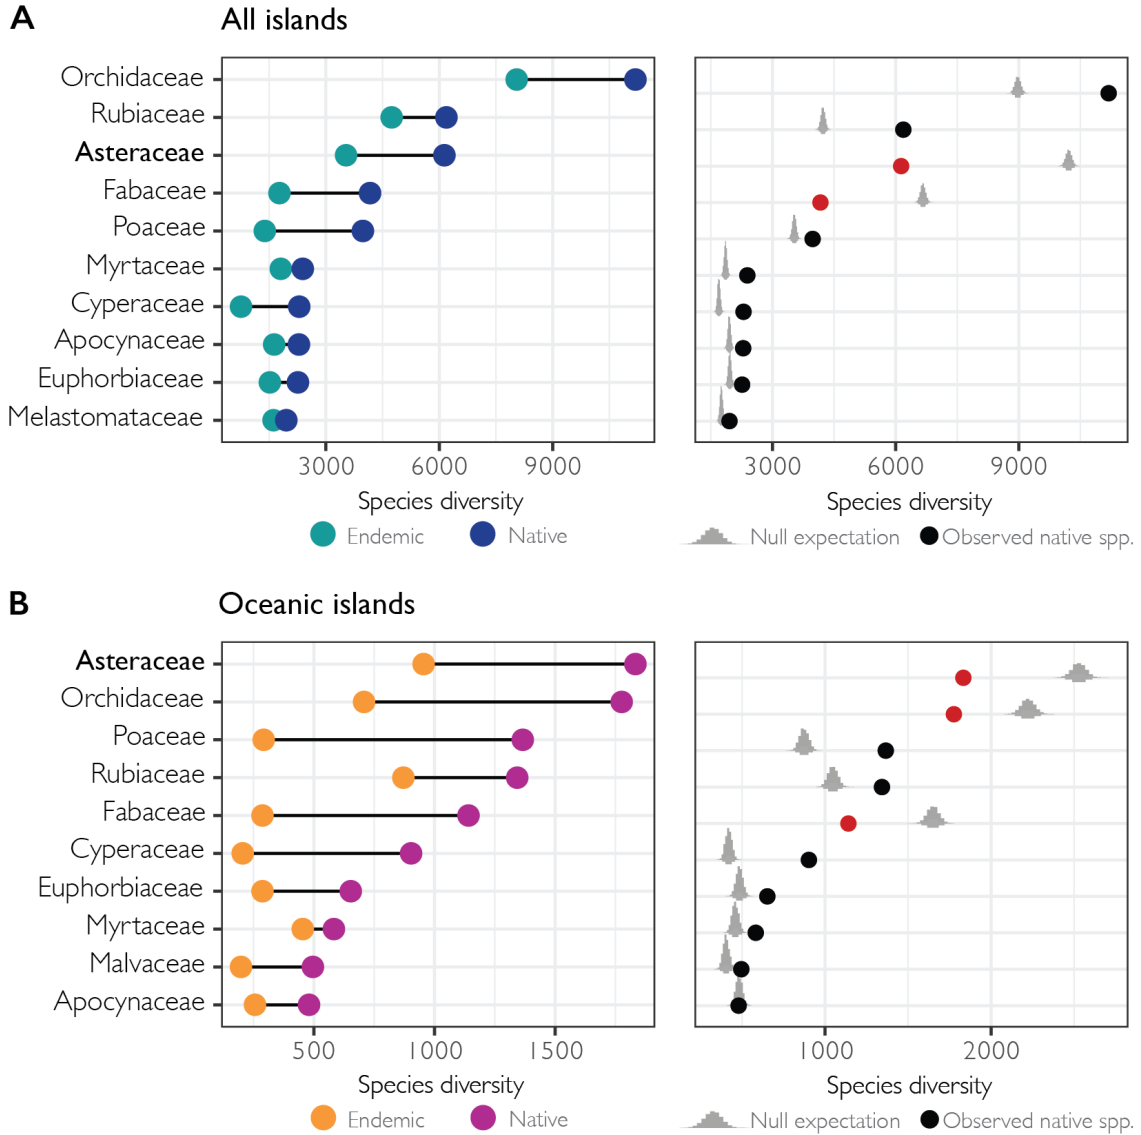 A All islands
Orchidaceae
Rubiaceae
Asteraceae
Fabaceae
Poaceae
Myrtaceae
Cyperaceae
Apocynaceae
Euphorbiaceae
Melastomataceae
3000 6000 9000
Species diversity
Endemic Native
3000 6000 9000
Species diversity
Null expectation Observed native spp.
B Oceanic islands
Asteraceae
Orchidaceae
Poaceae
Rubiaceae
Fabaceae
Cyperaceae
Euphorbiaceae
Myrtaceae
Malvaceae
Apocynaceae
500 1000 1500
Species diversity
Endemic Native
1000 2000
Species diversity
Null expectation Observed native spp.